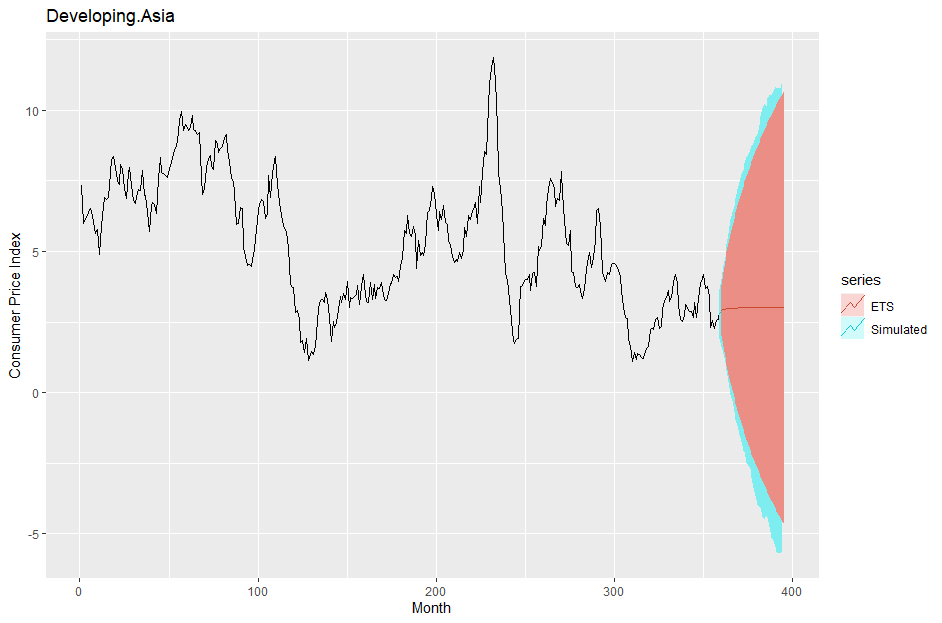 Developing.Asia
Consumer Price Index
10
5
0
-5
0 100 200 300 400
Month
series
ETS
Simulated